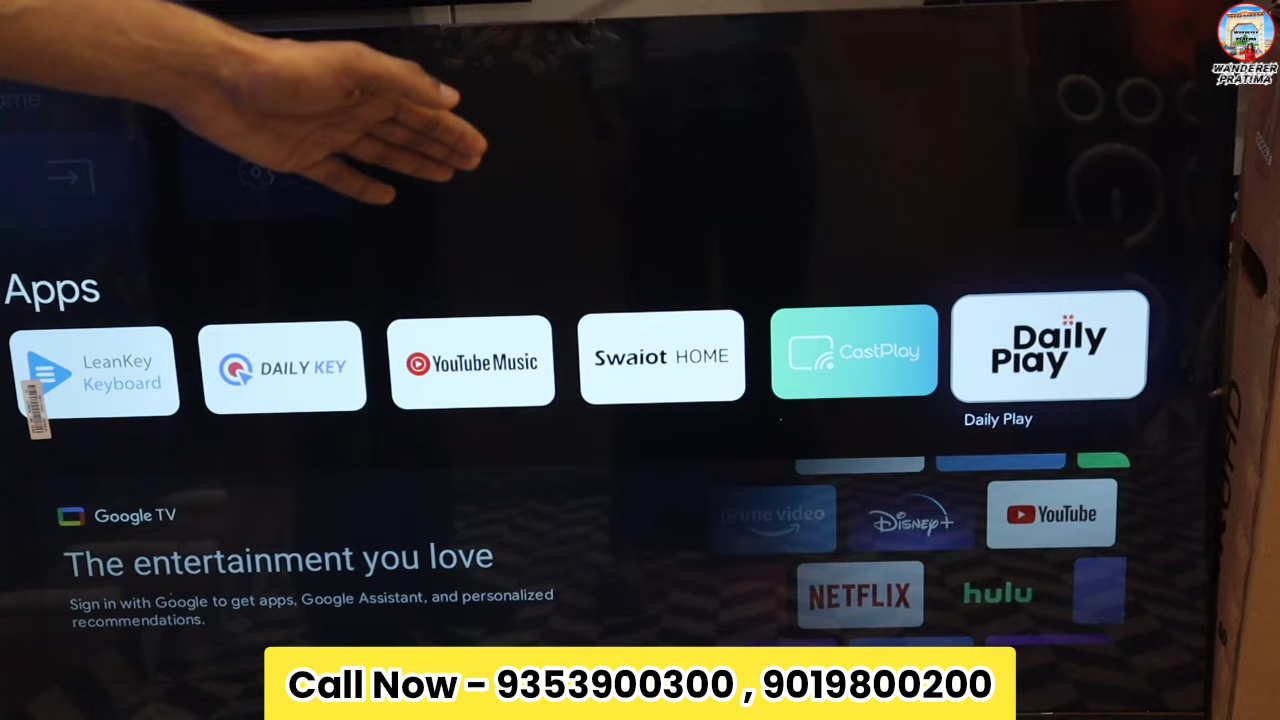 WANDERER
PRATIMA
ome
Apps
LeanKey
Keyboard
DAILY KEY
YouTube Music
Swaiot HOME
CastPlay
Daily
Play
Daily Play
Google TV
prime video
Disney+
YouTube
The entertainment you love
Sign in with Google to get apps, Google Assistant, and personalized
recommendations.
NETFLIX
hulu
Call Now - 9353900300 , 9019800200